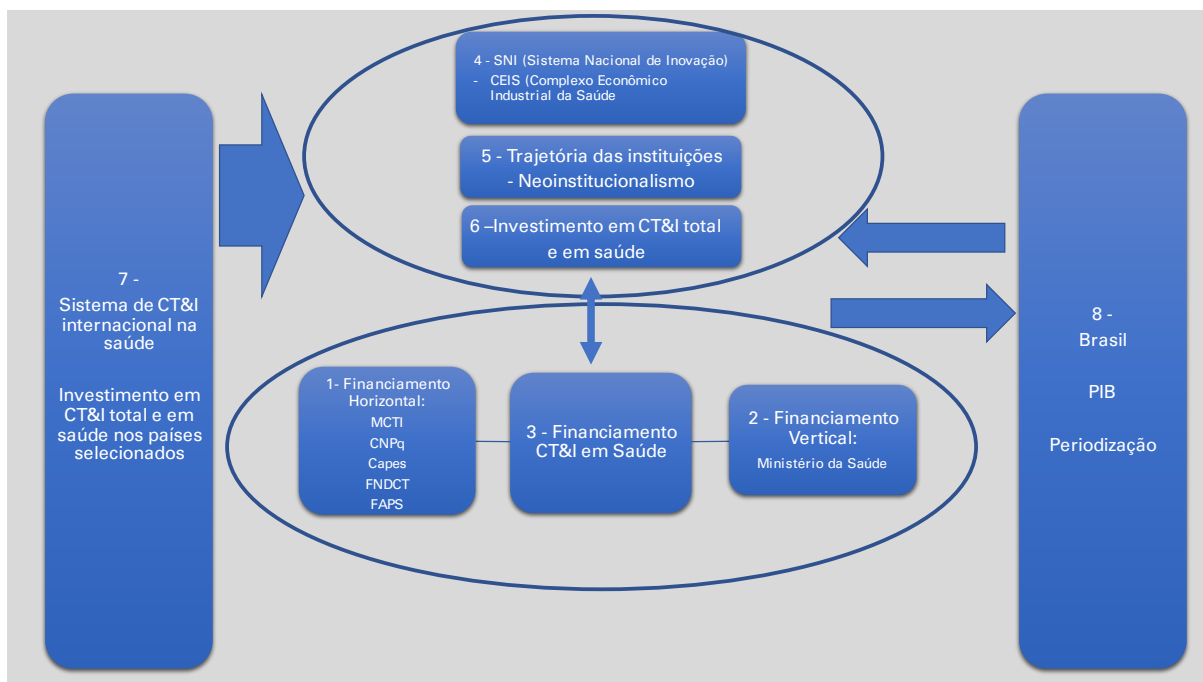 4 - SNI (Sistema Nacional de Inovação)
- CEIS (Complexo Econômico
Industrial da Saúde
5 - Trajetória das instituições
- Neoinstitucionalismo
6 –Investimento em CT&I total
e em saúde
7 -
Sistema de CT&I
internacional na
saúde
Investimento em
CT&I total e em
saúde nos países
selecionados
1- Financiamento
Horizontal:
MCTI
CNPq
Capes
FNDCT
FAPS
3 - Financiamento
CT&I em Saúde
2 - Financiamento
Vertical:
Ministério da Saúde
8 -
Brasil
PIB
Periodização